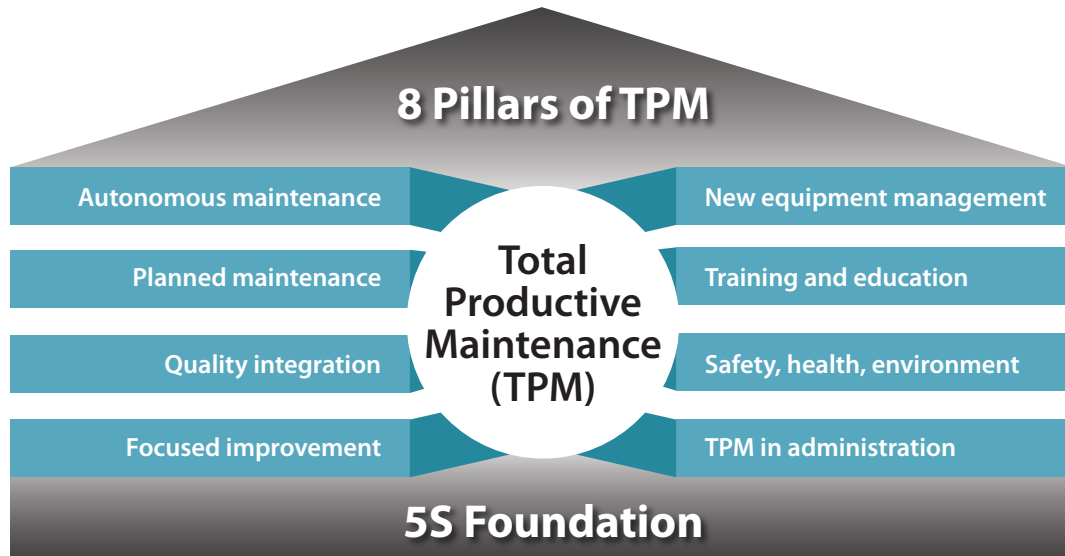 8 Pillars of TPM
Autonomous maintenance
Planned maintenance
Quality integration
Focused improvement
Total
Productive
Maintenance
(TPM)
New equipment management
Training and education
Safety, health, environment
TPM in administration
5S Foundation